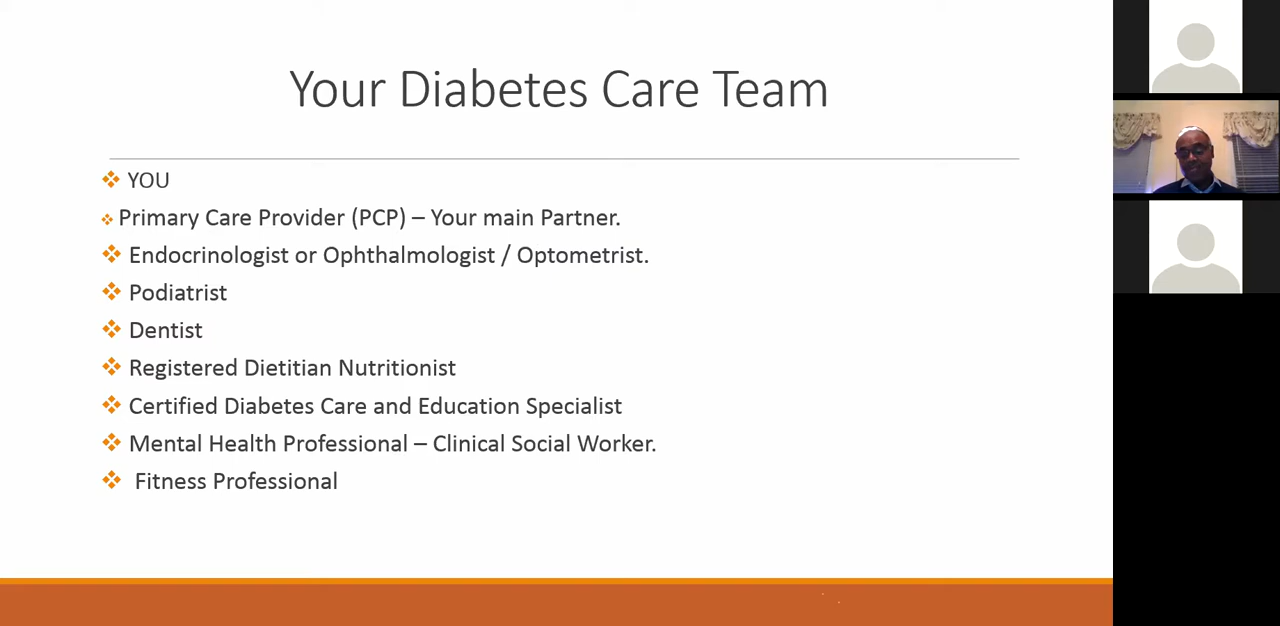 Your Diabetes Care Team
YOU
Primary Care Provider (PCP) – Your main Partner.
Endocrinologist or Ophthalmologist / Optometrist.
Podiatrist
Dentist
Registered Dietitian Nutritionist
Certified Diabetes Care and Education Specialist
Mental Health Professional – Clinical Social Worker.
Fitness Professional